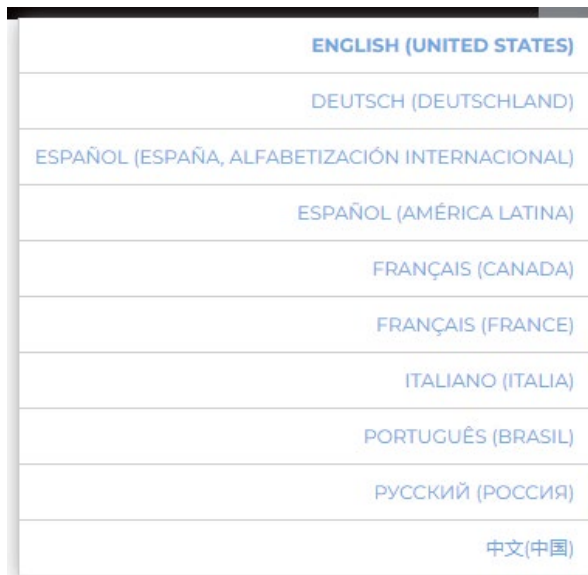 ENGLISH (UNITED STATES)
DEUTSCH (DEUTSCHLAND)
ESPAÑOL (ESPAÑA, ALFABETIZACIÓN INTERNACIONAL)
ESPAÑOL (AMÉRICA LATINA)
FRANÇAIS (CANADA)
FRANÇAIS (FRANCE)
ITALIANO (ITALIA)
PORTUGUÊS (BRASIL)
РУССКИЙ (РОССИЯ)
中文(中国)